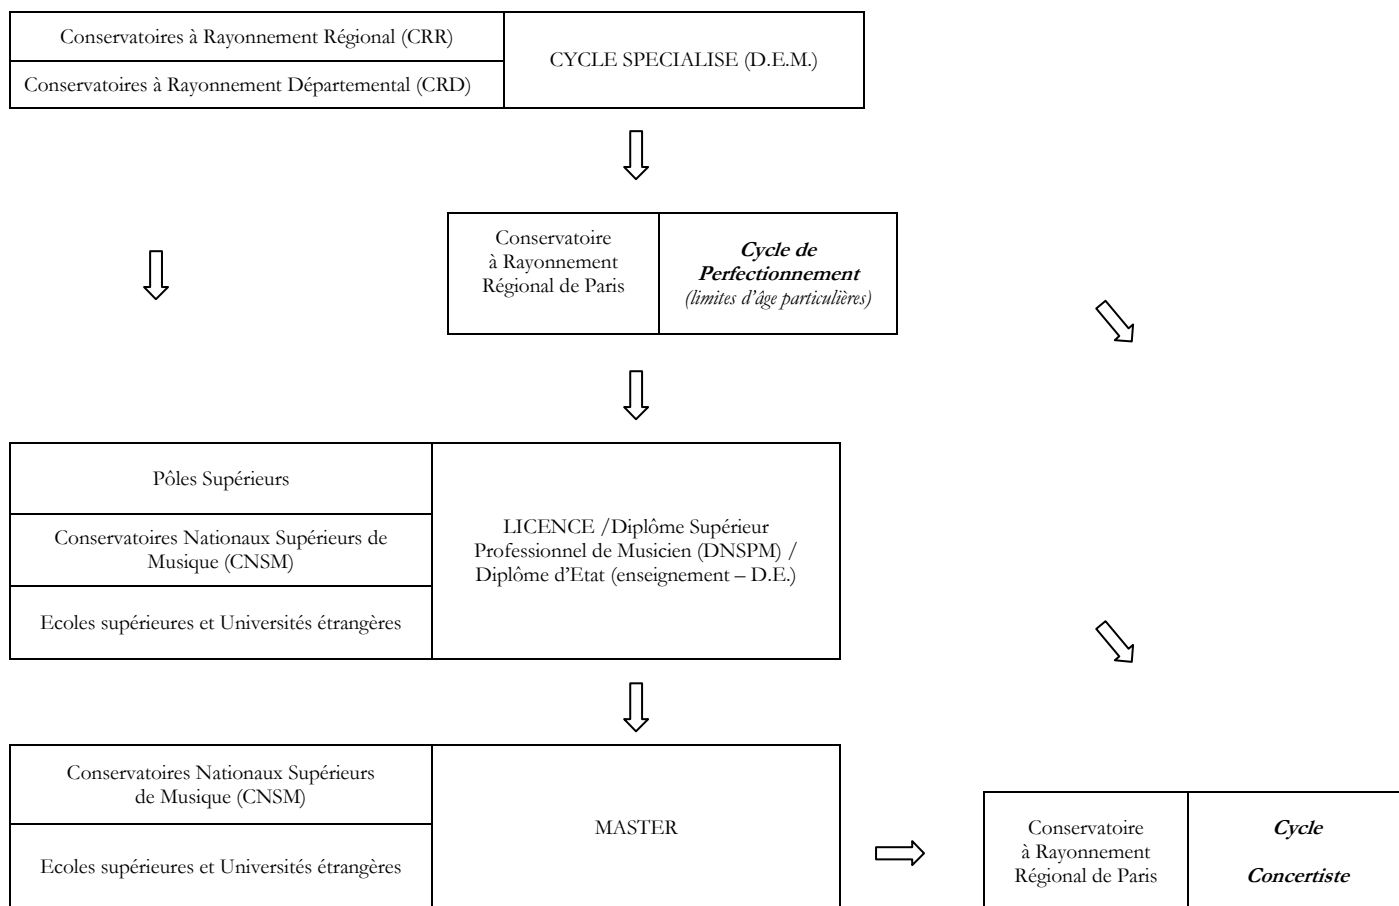 Conservatoires à Rayonnement Régional (CRR)
Conservatoires à Rayonnement Départemental (CRD)
CYCLE SPECIALISE (D.E.M.)
Conservatoire
à Rayonnement
Régional de Paris
Cycle de
Perfectionnement
(limites d'âge particulières)
Pôles Supérieurs
Conservatoires Nationaux Supérieurs de
Musique (CNSM)
Ecoles supérieures et Universités étrangères
LICENCE /Diplôme Supérieur
Professionnel de Musicien (DNSPM) /
Diplôme d'Etat (enseignement – D.E.)
Conservatoires Nationaux Supérieurs
de Musique (CNSM)
Ecoles supérieures et Universités étrangères
MASTER
Conservatoire
à Rayonnement
Régional de Paris
Cycle
Concertiste